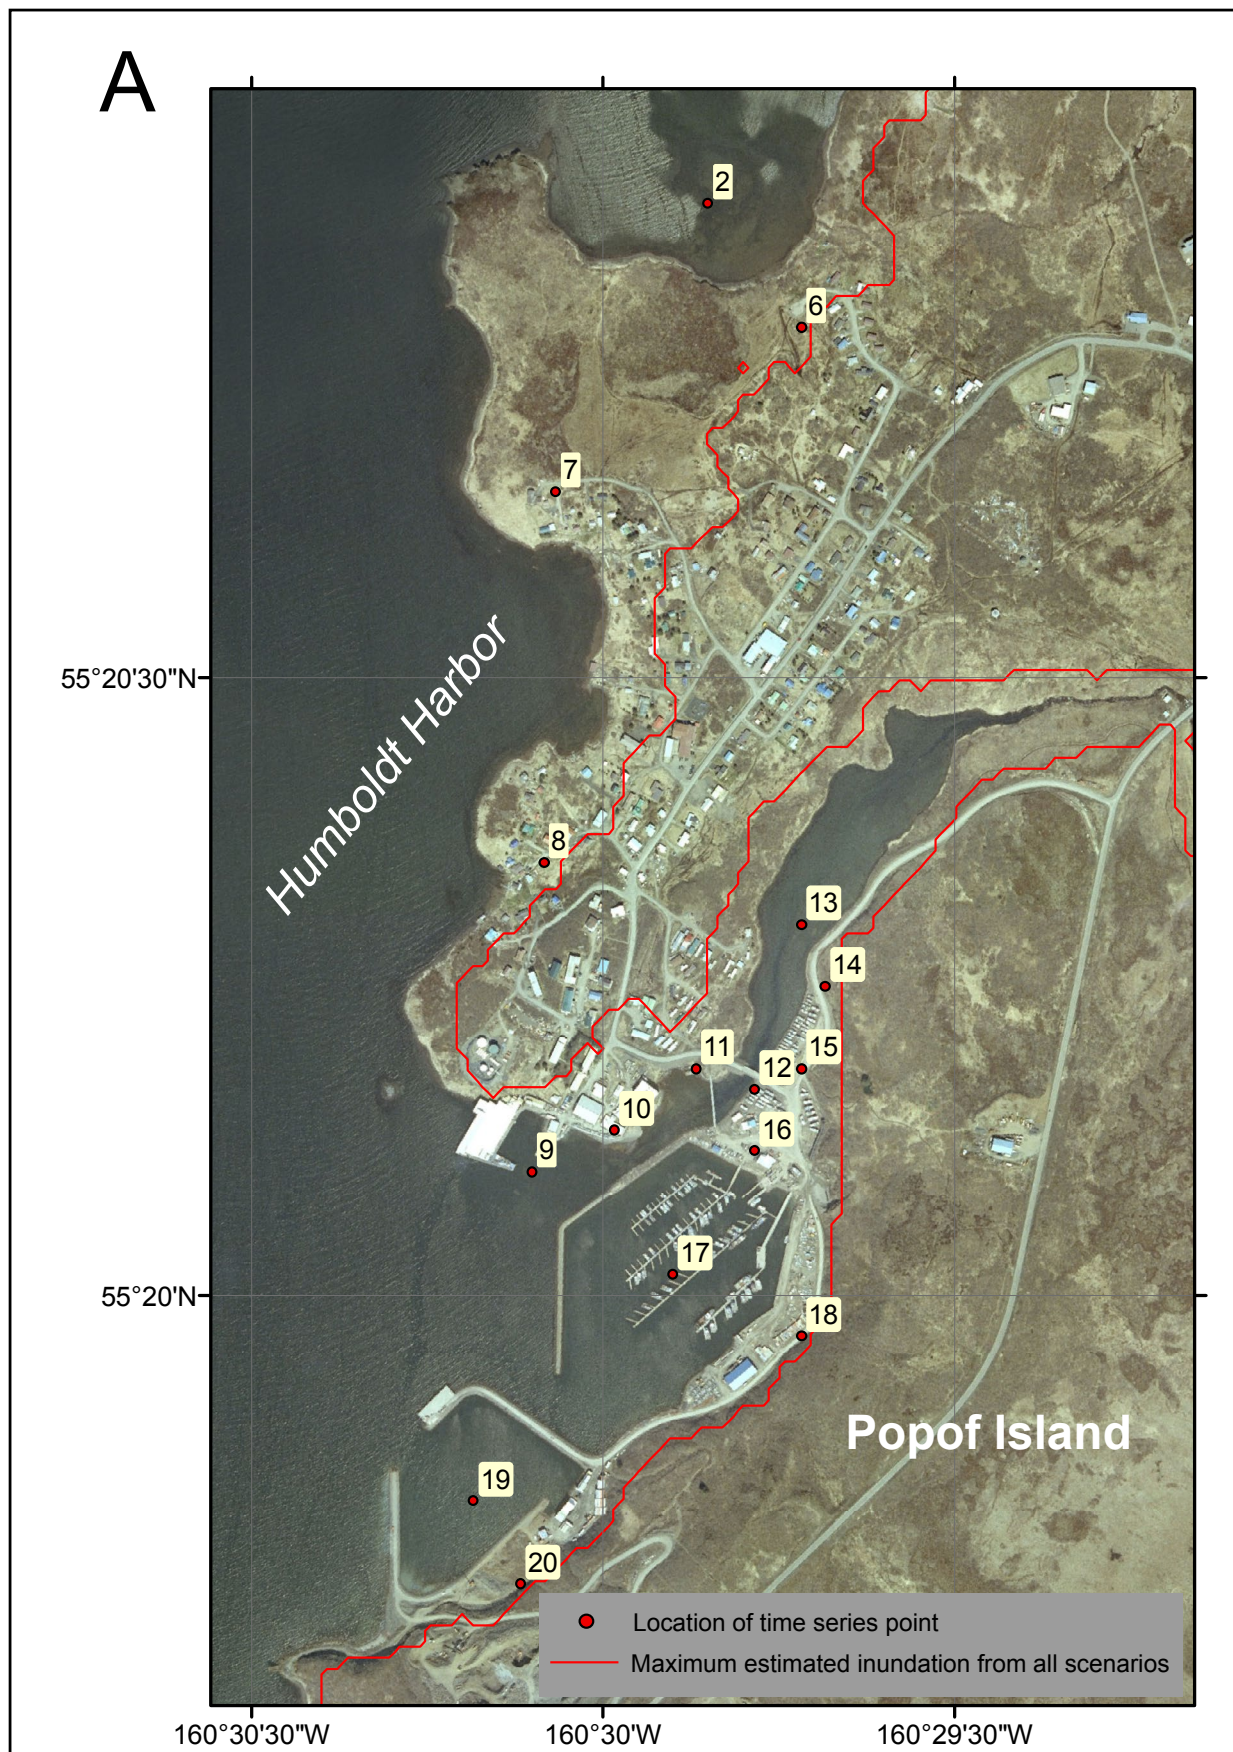 A
2
6
7
Humboldt Harbor
55°20'30"N
8
13
14
11
12
15
10
16
9
17
55°20'N
18
Popof Island
19
20
Location of time series point
Maximum estimated inundation from all scenarios
160°30'30"W
160°30'W
160°29'30"W